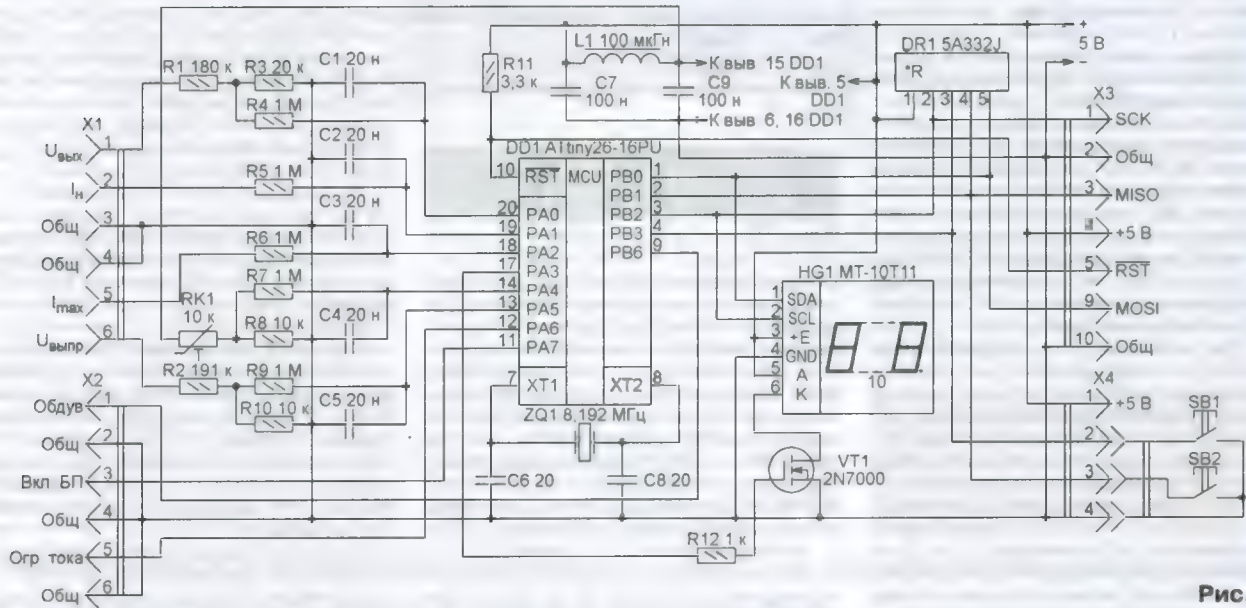 L1 100 мкГн
DR1 5A332J
+
5 В
–
R1 180 к
R3 20 к
C1 20 н
R11
3,3 к
К выв 15 DD1
C7
100 н
C9
100 н
К выв. 5
DD1
*R
1 2 3 4 5
R4 1 М
К выв 6, 16 DD1
X1
1
Uвых
C2 20 н
DD1 ATtiny26-16PU
X3
1 SCK
2
Iн
R5 1 М
10 RST MCU PB0 1
PB1 2
PB2 3
PB3 4
PB6 9
2 Общ
3 MISO
Общ 3
C3 20 н
20 PA0
19 PA1
18 PA2
17 PA3
14 PA4
13 PA5
12 PA6
11 PA7
+5 В
Общ 4
R6 1 М
5 RST
Imax 5
R7 1 М
HG1 MT-10T11
1 SDA
2 SCL
3 +E
4 GND
5 A
6 K
10
9 MOSI
RK1
10 к
T
R8 10 к
C4 20 н
10 Общ
Uвыпр 6
R2 191 к
R9 1 М
7 XT1 XT2 8
X4
1 +5 В
X2
Обдув 1
R10 10 к
C5 20 н
ZQ1 8,192 МГц
SB1
2
Общ 2
VT1
2N7000
SB2
3
Вкл БП 3
C6 20
C8 20
Общ 4
4
Огр тока 5
R12 1 к
Общ 6
Рис.